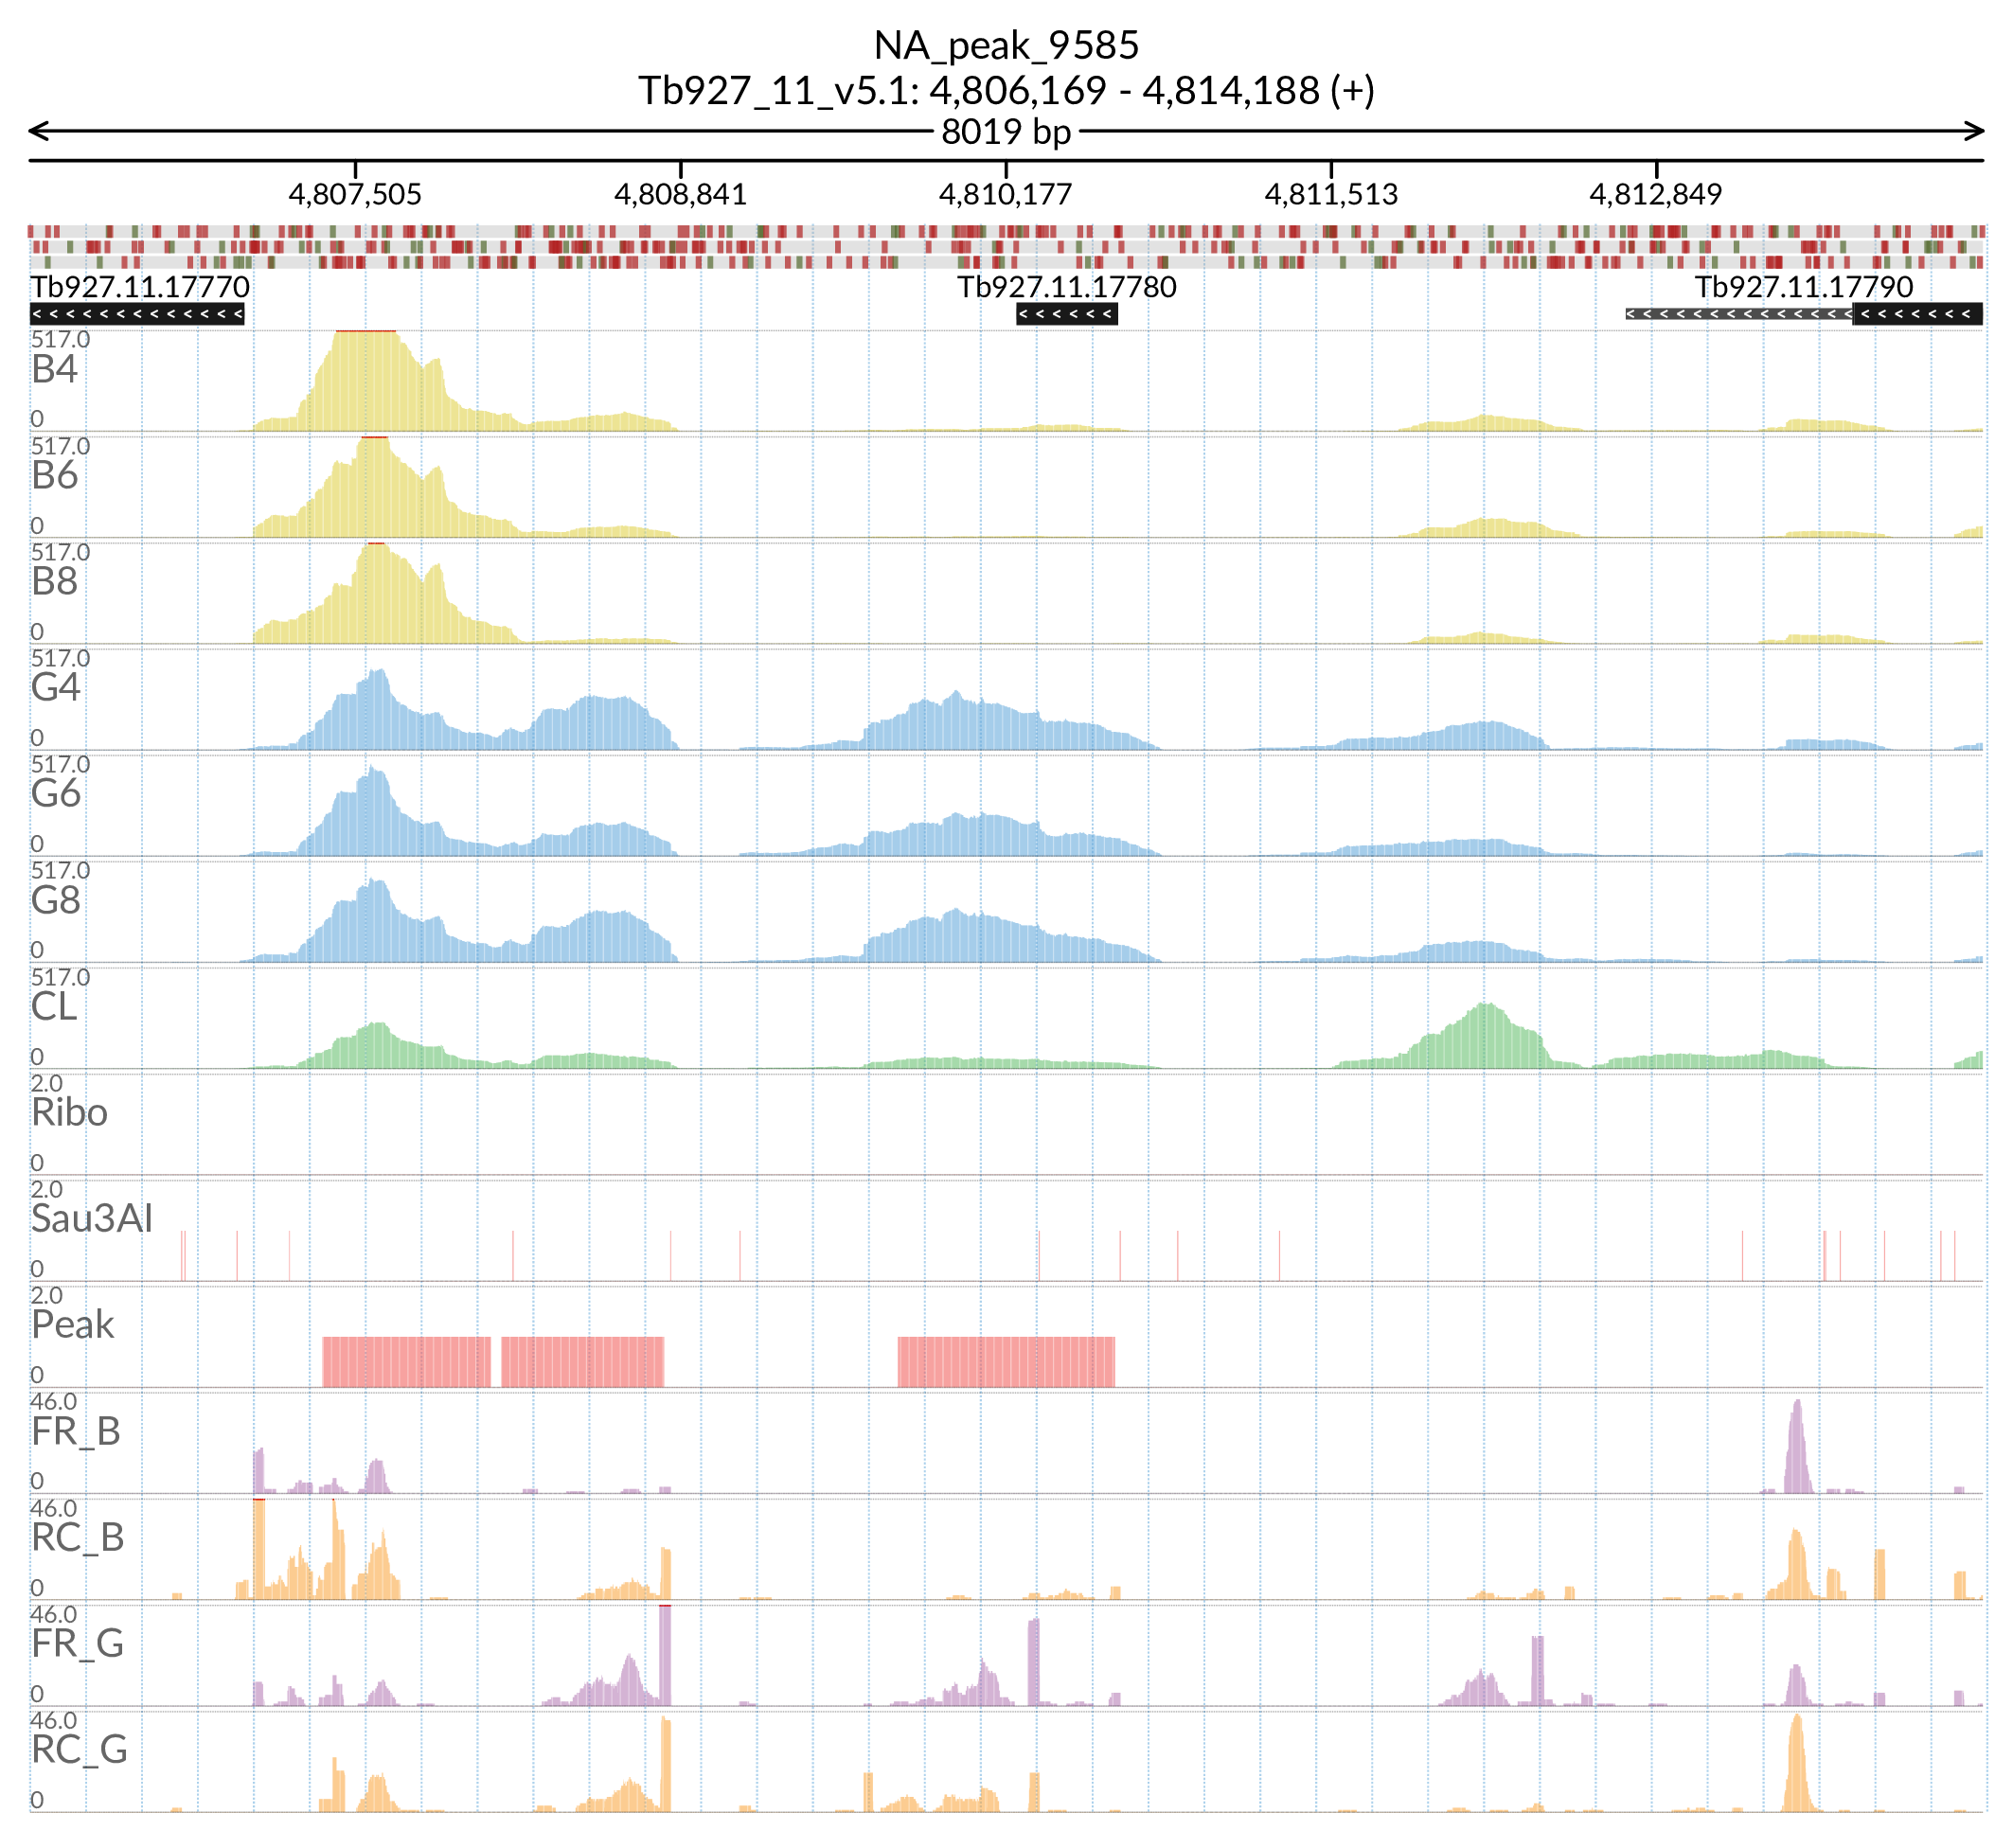 NA_peak_9585
Tb927_11_v5.1: 4,806,169 - 4,814,188 (+)
8019 bp
4,807,505 4,808,841 4,810,177 4,811,513 4,812,849
Tb927.11.17770 Tb927.11.17780 Tb927.11.17790
517.0
B4
0
517.0
B6
0
517.0
B8
0
517.0
G4
0
517.0
G6
0
517.0
G8
0
517.0
CL
0
2.0
Ribo
0
2.0
Sau3AI
0
2.0
Peak
0
46.0
FR_B
0
46.0
RC_B
0
46.0
FR_G
0
46.0
RC_G
0